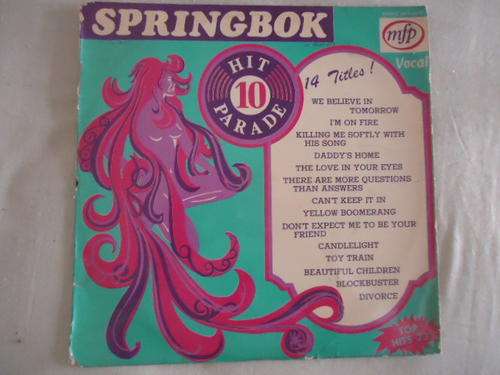 SPRINGBOK
HIT
10
PARADE
mfp
Vocal
14 Titles!
WE BELIEVE IN
TOMORROW
I'M ON FIRE
KILLING ME SOFTLY WITH
HIS SONG
DADDY'S HOME
THE LOVE IN YOUR EYES
THERE ARE MORE QUESTIONS
THAN ANSWERS
CAN'T KEEP IT IN
YELLOW BOOMERANG
DON'T EXPECT ME TO BE YOUR
FRIEND
CANDLELIGHT
TOY TRAIN
BEAUTIFUL CHILDREN
BLOCKBUSTER
DIVORCE
TOP
HITS